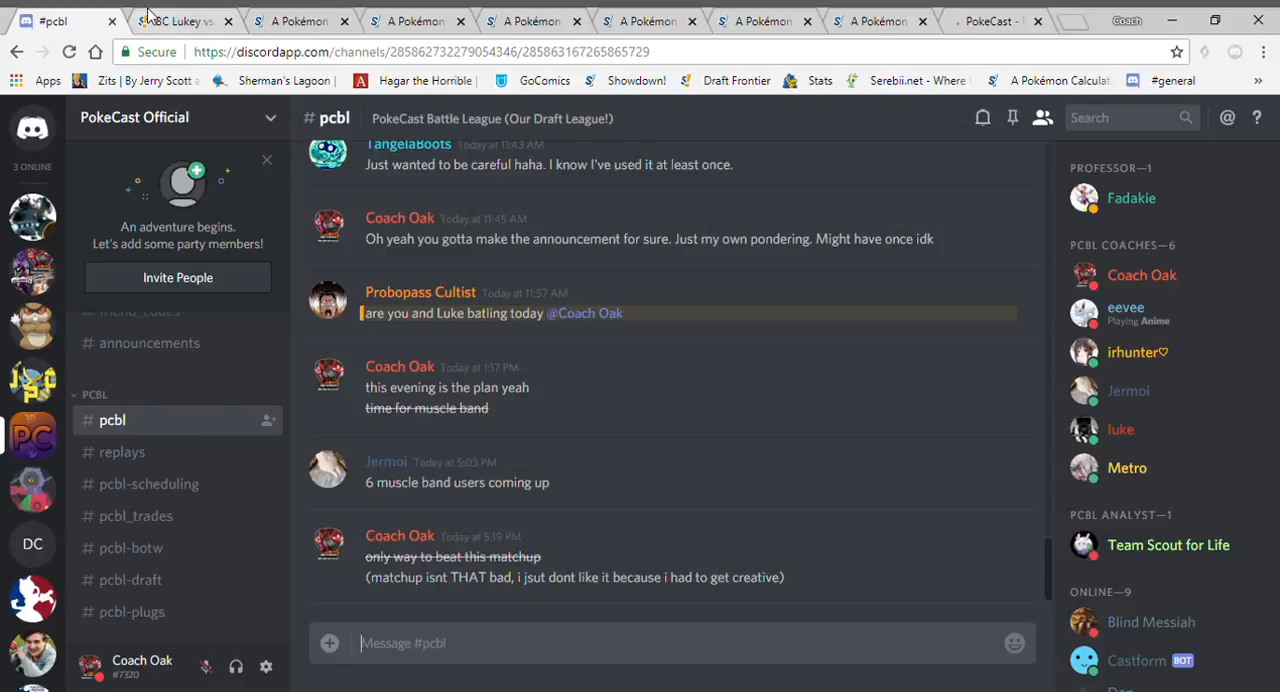 #pcbl
BC Lukey vs
A Pokémon
A Pokémon
A Pokémon
A Pokémon
A Pokémon
A Pokémon
PokeCast -
Coach
Secure
https://discordapp.com/channels/285862732279054346/285863167265865729
Apps
Zits | By Jerry Scott a
Sherman's Lagoon |
Hagar the Horrible |
GoComics
Showdown!
Draft Frontier
Stats
Serebii.net - Where
A Pokémon Calculat
#general
»
PokeCast Official
# pcbl
PokeCast Battle League (Our Draft League!)
Search
@
?
3 ONLINE
An adventure begins.
Let's add some party members!
Invite People
# announcements
PCBL
# pcbl
# replays
# pcbl-scheduling
# pcbl_trades
# pcbl-botw
# pcbl-draft
# pcbl-plugs
DC
PC
Coach Oak
#7320
TangelaBoots Today at 11:43 AM
Just wanted to be careful haha. I know I've used it at least once.
Coach Oak Today at 11:45 AM
Oh yeah you gotta make the announcement for sure. Just my own pondering. Might have once idk
Probopass Cultist Today at 11:57 AM
are you and Luke batling today @Coach Oak
Coach Oak Today at 1:17 PM
this evening is the plan yeah
time for muscle band
Jermoi Today at 5:03 PM
6 muscle band users coming up
Coach Oak Today at 5:19 PM
only way to beat this matchup
(matchup isnt THAT bad, i jsut dont like it because i had to get creative)
Message #pcbl
PROFESSOR—1
Fadakie
PCBL COACHES—6
Coach Oak
eevee
Playing Anime
irhunter♡
Jermoi
luke
Metro
PCBL ANALYST—1
Team Scout for Life
ONLINE—9
Blind Messiah
Castform BOT